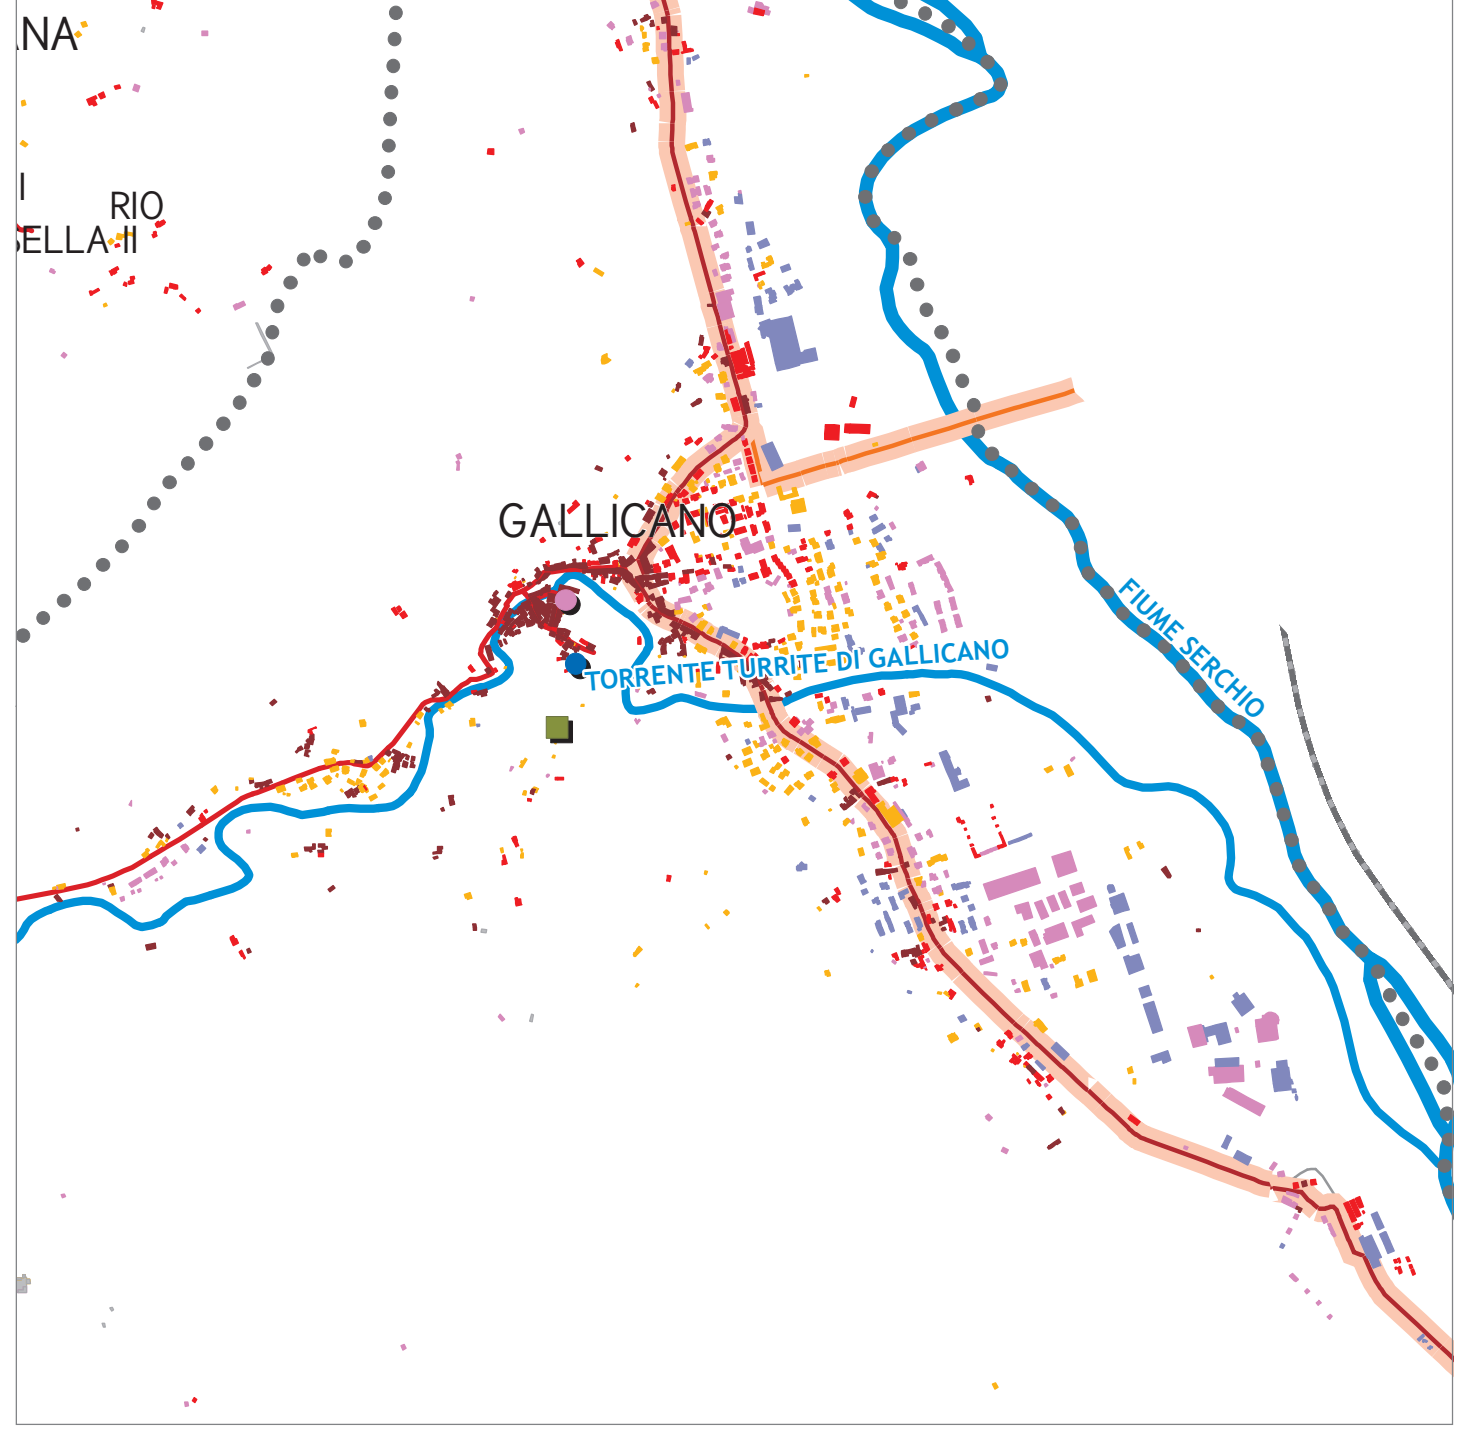 NA
I
RIO
ELLA II
GALLICANO
FIUME SERCHIO
TORRENTE TURRITE DI GALLICANO